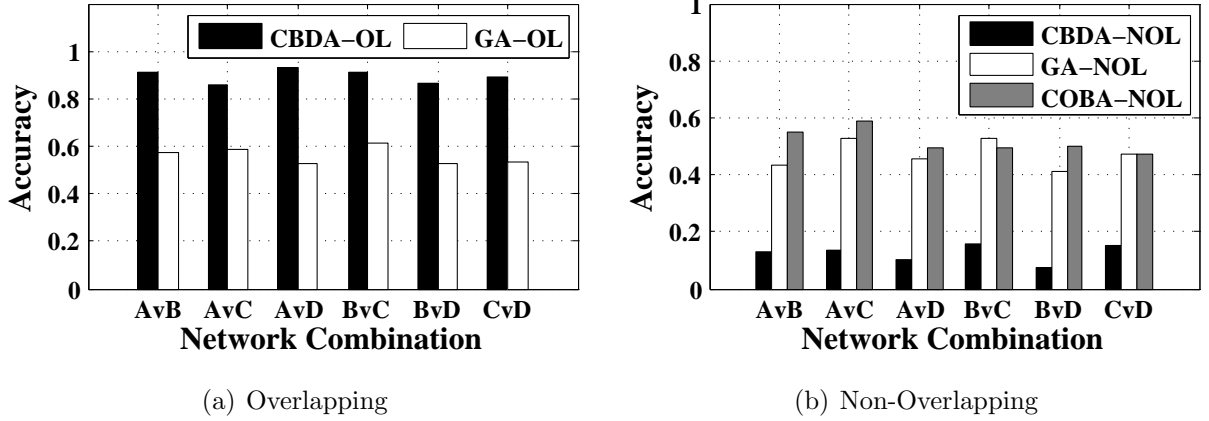 CBDA-OL GA-OL
1
0.8
0.6
0.4
0.2
0
Accuracy
AvB AvC AvD BvC BvD CvD
Network Combination
(a) Overlapping
1
0.8
0.6
0.4
0.2
0
Accuracy
CBDA-NOL
GA-NOL
COBA-NOL
AvB AvC AvD BvC BvD CvD
Network Combination
(b) Non-Overlapping